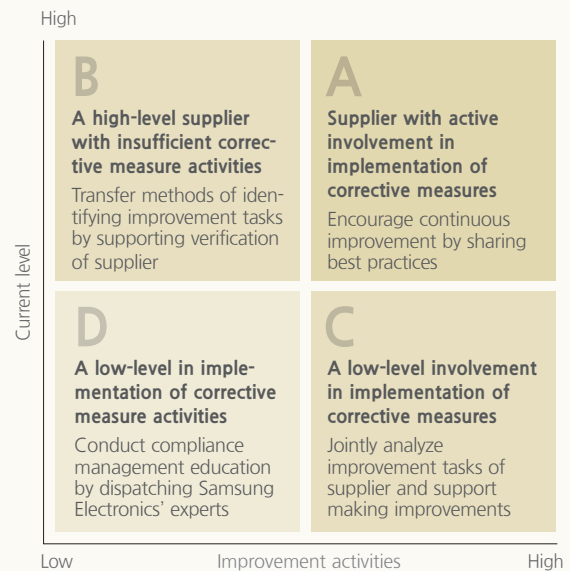 High
Current level
B
A high-level supplier
with insufficient correc-
tive measure activities
Transfer methods of iden-
tifying improvement tasks
by supporting verification
of supplier
A
Supplier with active
involvement in
implementation of
corrective measures
Encourage continuous
improvement by sharing
best practices
D
A low-level in imple-
mentation of corrective
measure activities
Conduct compliance
management education
by dispatching Samsung
Electronics’ experts
C
A low-level involvement
in implementation of
corrective measures
Jointly analyze
improvement tasks of
supplier and support
making improvements
Low
Improvement activities
High